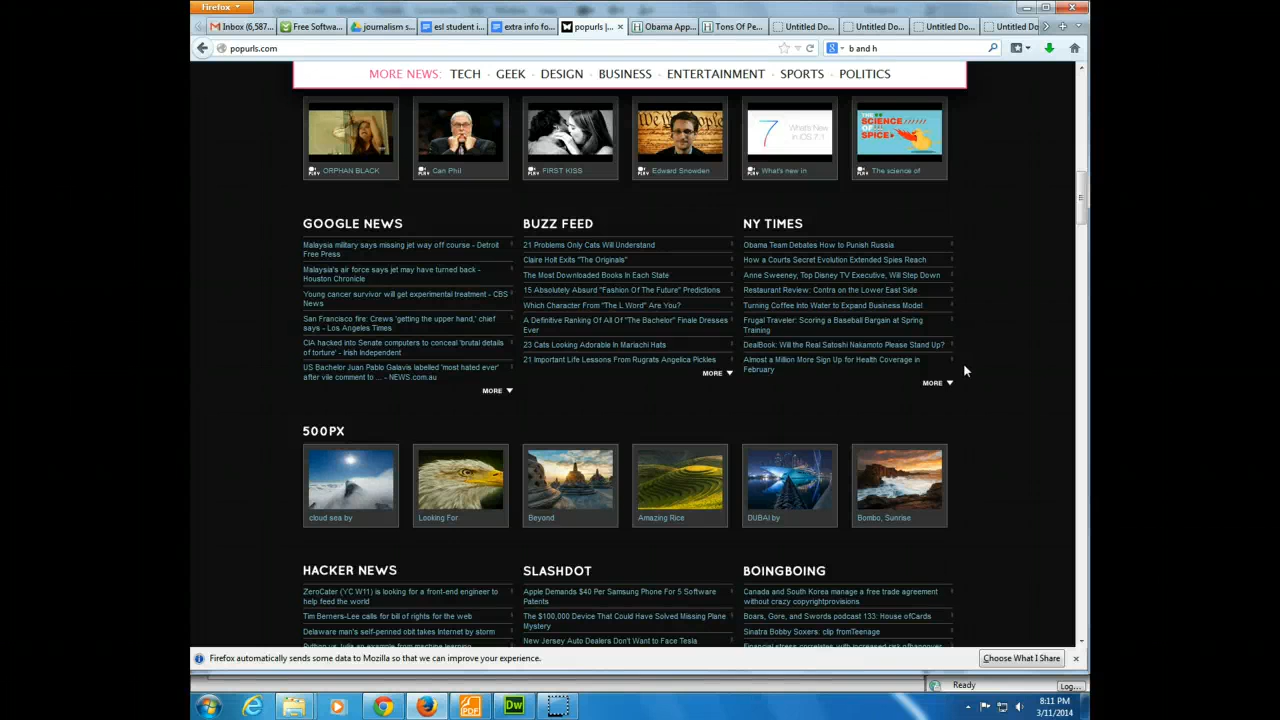 Firefox
Inbox (6,587...
Free Softwa...
journalism s...
esl student i...
extra info fo...
popurls |...
Obama App...
Tons Of Pe...
Untitled Do...
Untitled Do...
Untitled Do...
Untitled Do
popurls.com
b and h
MORE NEWS: TECH · GEEK · DESIGN · BUSINESS · ENTERTAINMENT · SPORTS · POLITICS
THE SCIENCE OF SPICE
What's New in iOS 7.1
ORPHAN BLACK
Can Phil
FIRST KISS
Edward Snowden
What's new in
The science of
GOOGLE NEWS
Malaysia military says missing jet way off course - Detroit
Free Press
Malaysia's air force says jet may have turned back -
Houston Chronicle
Young cancer survivor will get experimental treatment - CBS
News
San Francisco fire: Crews 'getting the upper hand,' chief
says - Los Angeles Times
CIA hacked into Senate computers to conceal 'brutal details
of torture' - Irish Independent
US Bachelor Juan Pablo Galavis labelled 'most hated ever'
after vile comment to ... - NEWS.com.au
MORE
BUZZ FEED
21 Problems Only Cats Will Understand
Claire Holt Exits "The Originals"
The Most Downloaded Books In Each State
15 Absolutely Absurd "Fashion Of The Future" Predictions
Which Character From "The L Word" Are You?
A Definitive Ranking Of All Of "The Bachelor" Finale Dresses
Ever
23 Cats Looking Adorable In Mariachi Hats
21 Important Life Lessons From Rugrats Angelica Pickles
MORE
NY TIMES
Obama Team Debates How to Punish Russia
How a Courts Secret Evolution Extended Spies Reach
Anne Sweeney, Top Disney TV Executive, Will Step Down
Restaurant Review: Contra on the Lower East Side
Turning Coffee Into Water to Expand Business Model
Frugal Traveler: Scoring a Baseball Bargain at Spring
Training
DealBook: Will the Real Satoshi Nakamoto Please Stand Up?
Almost a Million More Sign Up for Health Coverage in
February
MORE
500PX
cloud sea by
Looking For
Beyond
Amazing Rice
DUBAI by
Bombo, Sunrise
HACKER NEWS
ZeroCater (YC W11) is looking for a front-end engineer to
help feed the world
Tim Berners-Lee calls for bill of rights for the web
Delaware man's self-penned obit takes Internet by storm
SLASHDOT
Apple Demands $40 Per Samsung Phone For 5 Software
Patents
The $100,000 Device That Could Have Solved Missing Plane
Mystery
New Jersey Auto Dealers Don't Want to Face Tesla
BOINGBOING
Canada and South Korea manage a free trade agreement
without crazy copyrightprovisions
Boars, Gore, and Swords podcast 133: House ofCards
Sinatra Bobby Soxers: clip fromTeenage
Firefox automatically sends some data to Mozilla so that we can improve your experience.
Choose What I Share
Ready
Log...
PDF
Dw
8:11 PM
3/11/2014